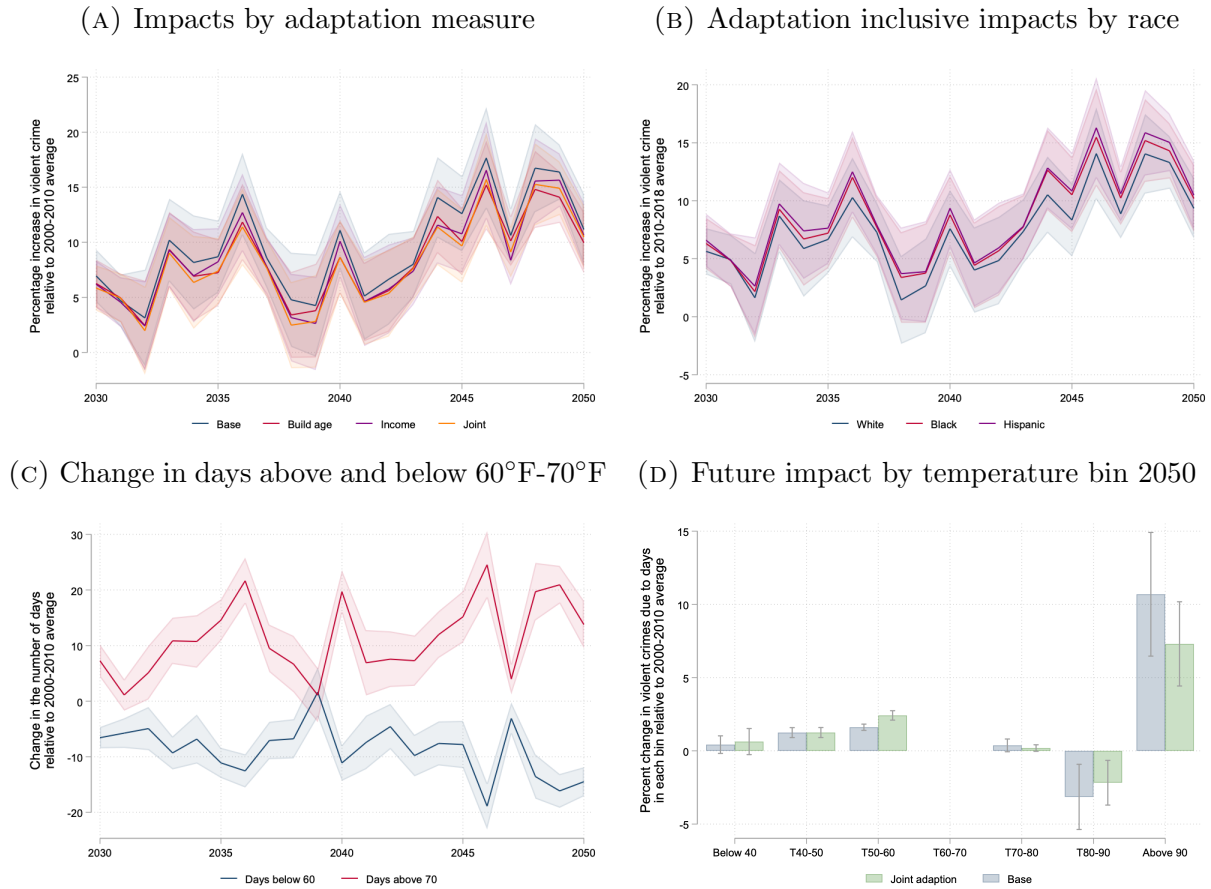 (A) Impacts by adaptation measure
Percentage increase in violent crime
relative to 2000-2010 average
25
20
15
10
5
0
2030
2035
2040
2045
2050
Base
Build age
Income
Joint
(B) Adaptation inclusive impacts by race
Percentage increase in violent crime
relative to 2010-2018 average
20
15
10
5
0
-5
2030
2035
2040
2045
2050
White
Black
Hispanic
(C) Change in days above and below 60°F-70°F
Change in the number of days
relative to 2000-2010 average
30
20
10
0
-10
-20
2030
2035
2040
2045
2050
Days below 60
Days above 70
(D) Future impact by temperature bin 2050
Percent change in violent crimes due to days
in each bin relative to 2000-2010 average
15
10
5
0
-5
Below 40
T40-50
T50-60
T60-70
T70-80
T80-90
Above 90
Joint adaption
Base